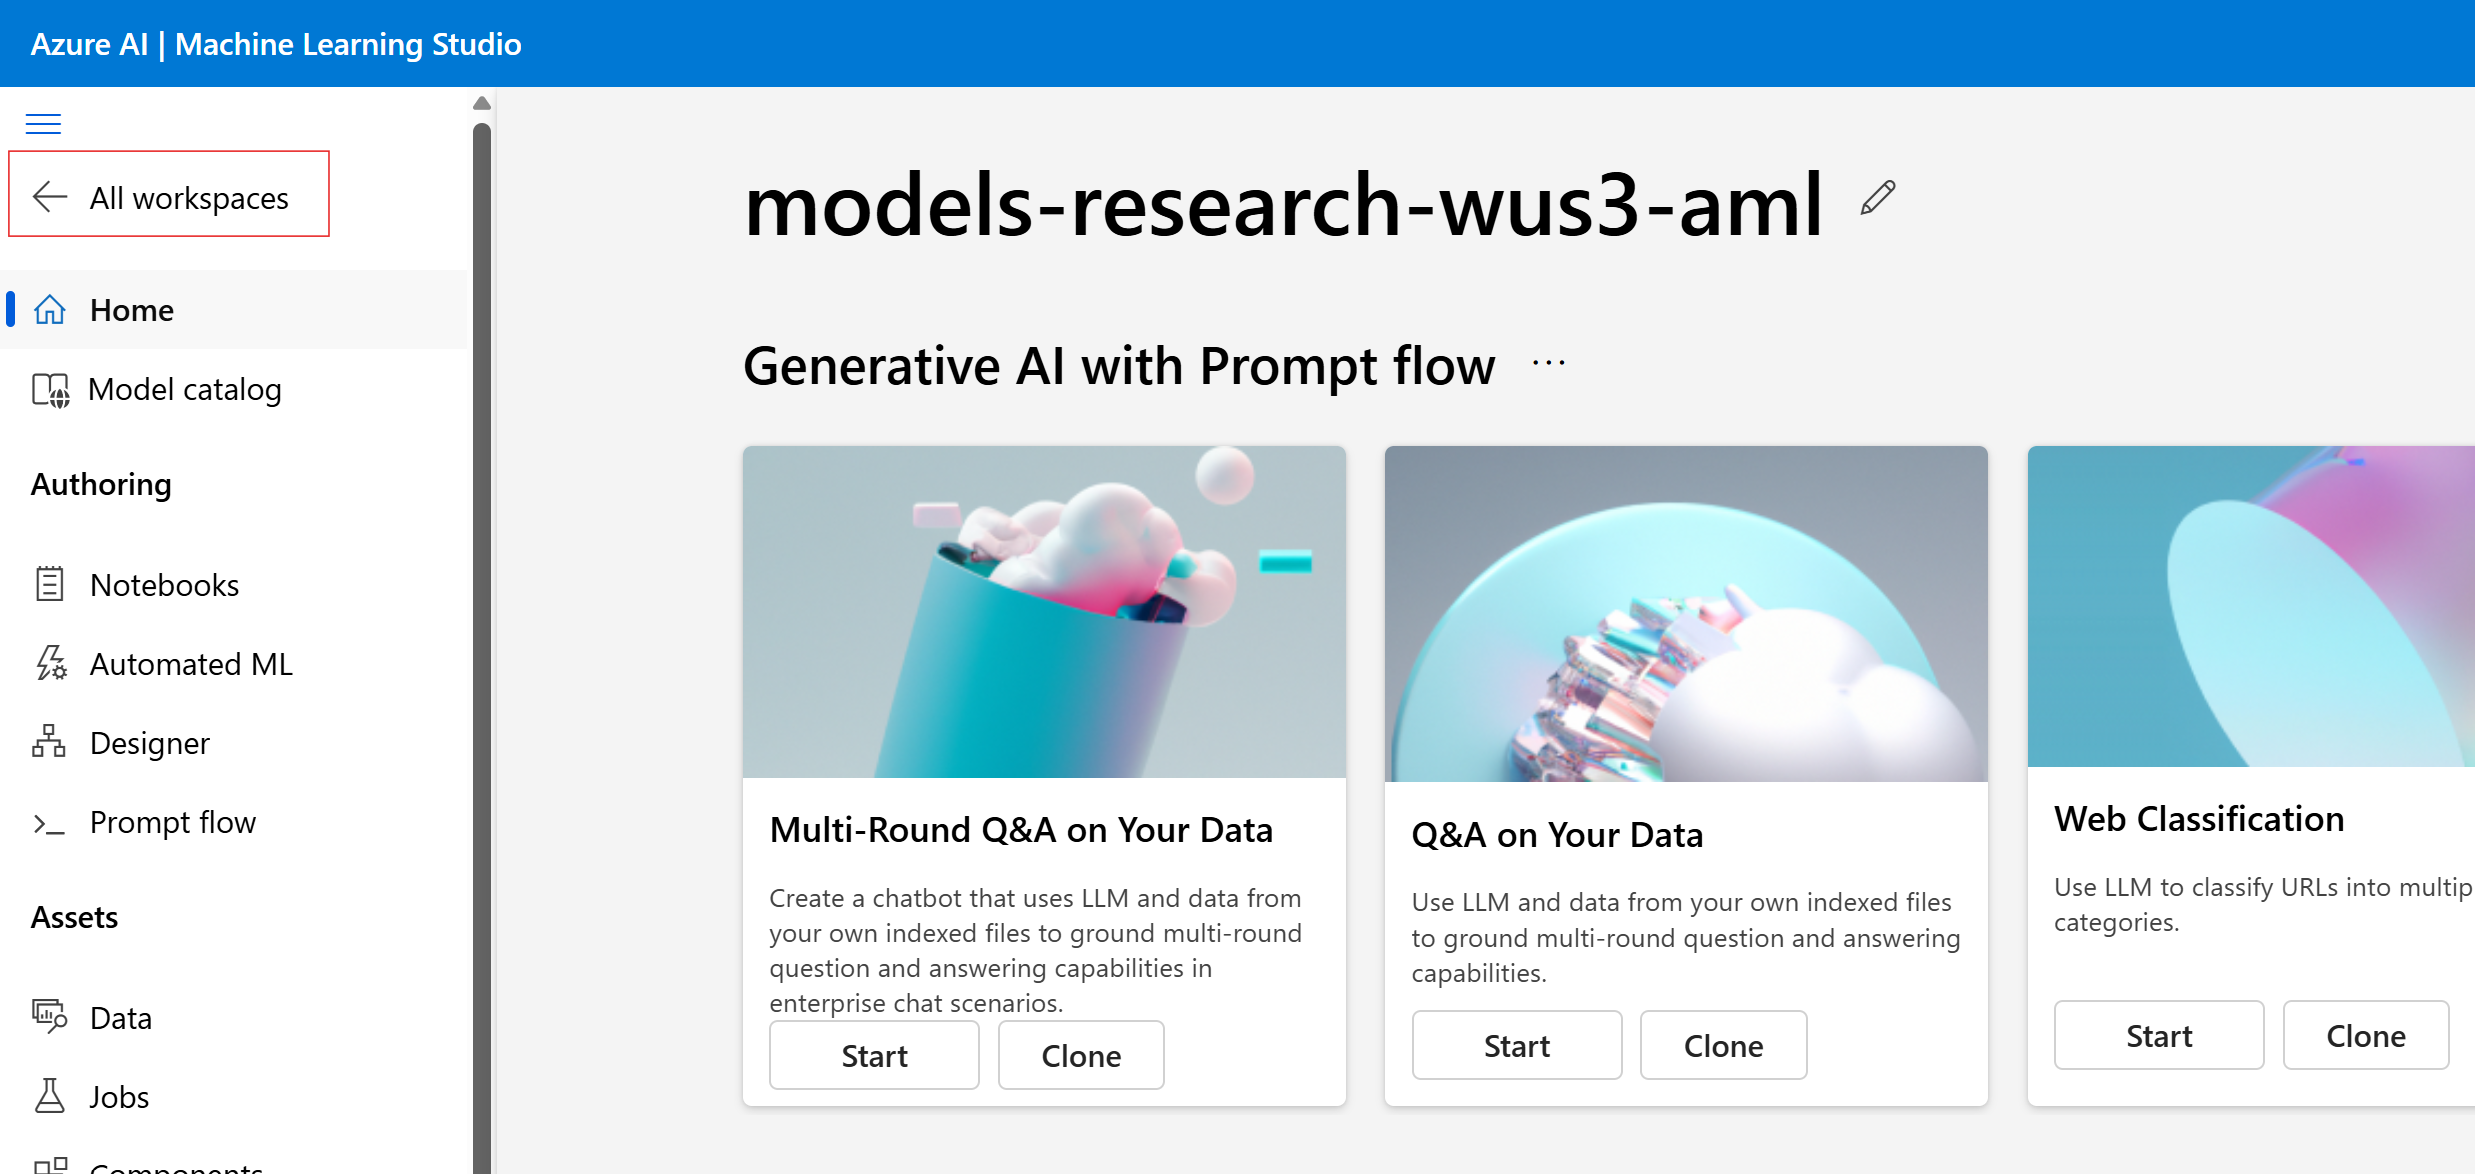 Azure AI | Machine Learning Studio
All workspaces
Home
Model catalog
Authoring
Notebooks
Automated ML
Designer
Prompt flow
Assets
Data
Jobs
Components
models-research-wus3-aml
Generative AI with Prompt flow ...
Multi-Round Q&A on Your Data
Create a chatbot that uses LLM and data from
your own indexed files to ground multi-round
question and answering capabilities in
enterprise chat scenarios.
Start
Clone
Q&A on Your Data
Use LLM and data from your own indexed files
to ground multi-round question and answering
capabilities.
Start
Clone
Web Classification
Use LLM to classify URLs into multip
categories.
Start
Clone